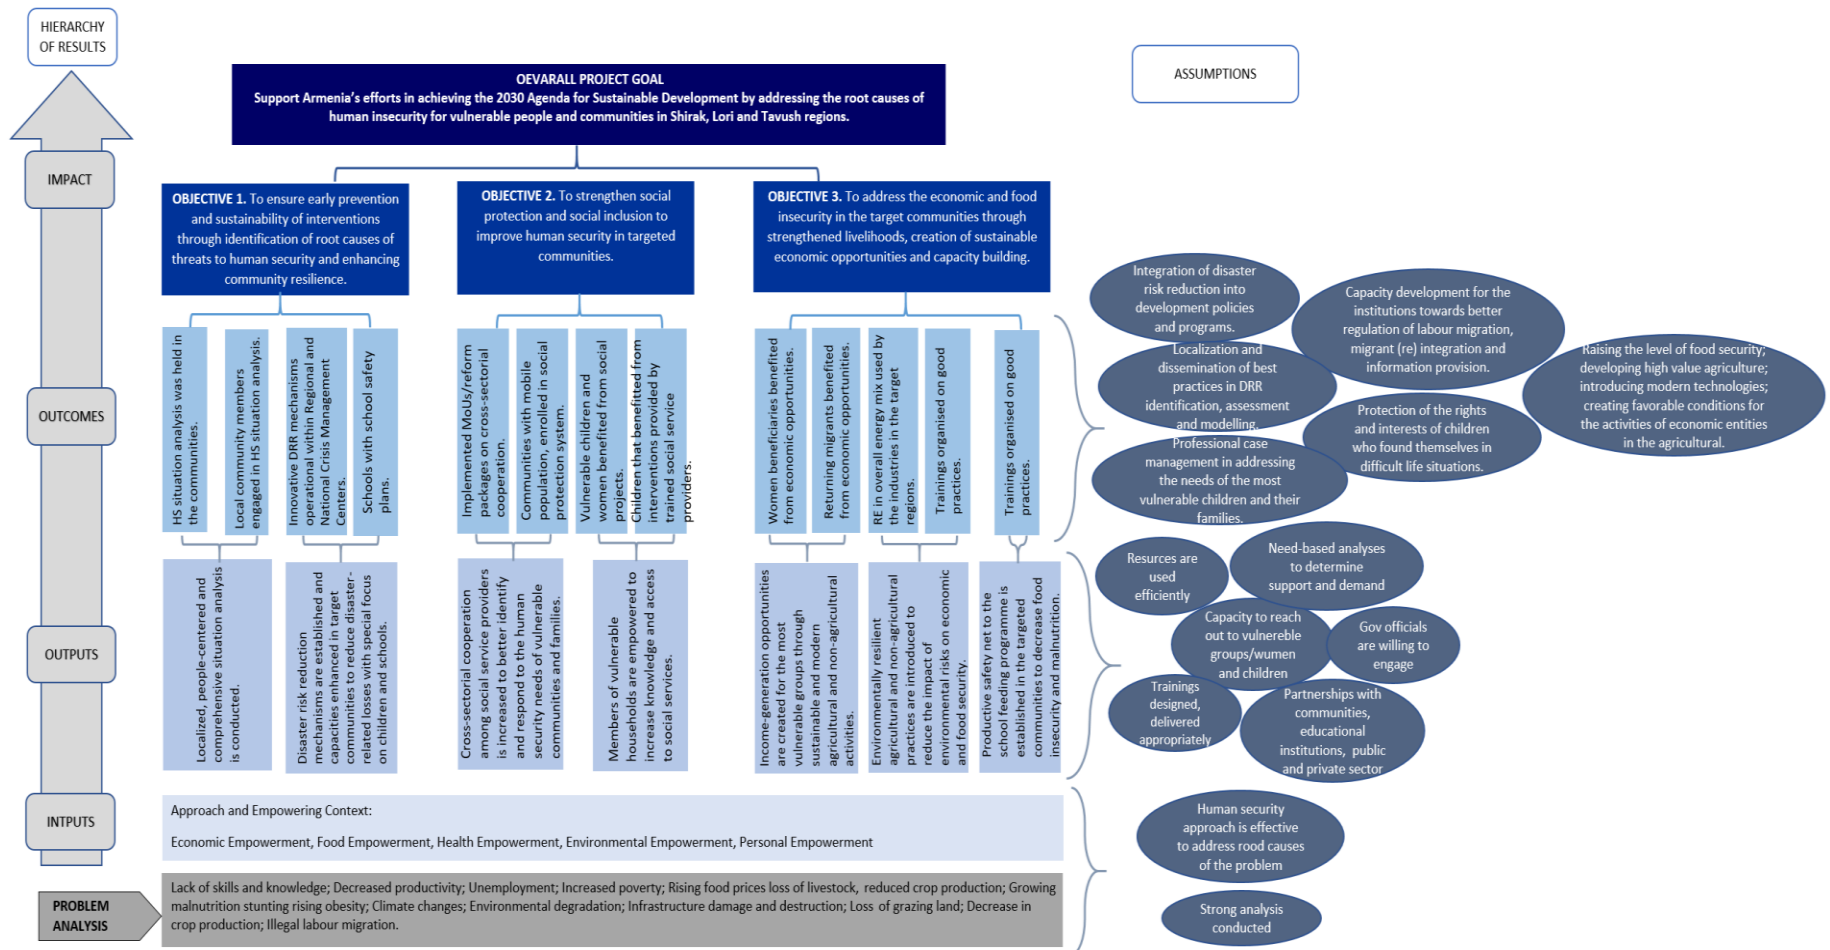 HIERARCHY
OF RESULTS
IMPACT
OUTCOMES
OUTPUTS
INTPUTS
PROBLEM
ANALYSIS
OEVARALL PROJECT GOAL
Support Armenia's efforts in achieving the 2030 Agenda for Sustainable Development by addressing the root causes of
human insecurity for vulnerable people and communities in Shirak, Lori and Tavush regions.
OBJECTIVE 1. To ensure early prevention
and sustainability of interventions
through identification of root causes of
threats to human security and enhancing
community resilience.
OBJECTIVE 2. To strengthen social
protection and social inclusion to
improve human security in targeted
communities.
OBJECTIVE 3. To address the economic and food
insecurity in the target communities through
strengthened livelihoods, creation of sustainable
economic opportunities and capacity building.
HS situation analysis was held in
the communities.
Local community members
engaged in HS situation analysis.
Innovative DRR mechanisms
operational within Regional and
National Crisis Management
Centers.
Schools with school safety
plans.
Implemented MoUs/reform
packages on cross-sectorial
cooperation.
Communities with mobile
population, enrolled in social
protection system.
Vulnerable children and
women benefited from social
projects.
Children that benefitted from
interventions provided by
trained social service
providers.
Women beneficiaries benefited
from economic opportunities.
Returning migrants benefited
from economic opportunities.
RE in overall energy mix used by
the industries in the target
regions.
Trainings organised on good
practices.
Trainings organised on good
practices.
Localized, people-centered and
comprehensive situation analysis
is conducted.
Disaster risk reduction
mechanisms are established and
capacities enhanced in target
communities to reduce disaster-
related losses with special focus
on children and schools.
Cross-sectorial cooperation
among social service providers
is increased to better identify
and respond to the human
security needs of vulnerable
communities and families.
Members of vulnerable
households are empowered to
increase knowledge and access
to social services.
Income-generation opportunities
are created for the most
vulnerable groups through
sustainable and modern
agricultural and non-agricultural
activities.
Environmentally resilient
agricultural and non-agricultural
practices are introduced to
reduce the impact of
environmental risks on economic
and food security.
Productive safety net to the
school feeding programme is
established in the targeted
communities to decrease food
insecurity and malnutrition.
Approach and Empowering Context:
Economic Empowerment, Food Empowerment, Health Empowerment, Environmental Empowerment, Personal Empowerment
Lack of skills and knowledge; Decreased productivity; Unemployment; Increased poverty; Rising food prices loss of livestock, reduced crop production; Growing
malnutrition stunting rising obesity; Climate changes; Environmental degradation; Infrastructure damage and destruction; Loss of grazing land; Decrease in
crop production; Illegal labour migration.
ASSUMPTIONS
Integration of disaster
risk reduction into
development policies
and programs.
Capacity development for the
institutions towards better
regulation of labour migration,
migrant (re) integration and
information provision.
Localization and
dissemination of best
practices in DRR
identification, assessment
and modelling.
Raising the level of food security;
developing high value agriculture;
introducing modern technologies;
creating favorable conditions for
the activities of economic entities
in the agricultural.
Protection of the rights
and interests of children
who found themselves in
difficult life situations.
Professional case
management in addressing
the needs of the most
vulnerable children and their
families.
Resurces are
used
efficiently
Need-based analyses
to determine
support and demand
Capacity to reach
out to vulnereble
groups/women
and children
Gov officials
are willing to
engage
Trainings
designed,
delivered
appropriately
Partnerships with
communities,
educational
institutions, public
and private sector
Human security
approach is effective
to address rood causes
of the problem
Strong analysis
conducted